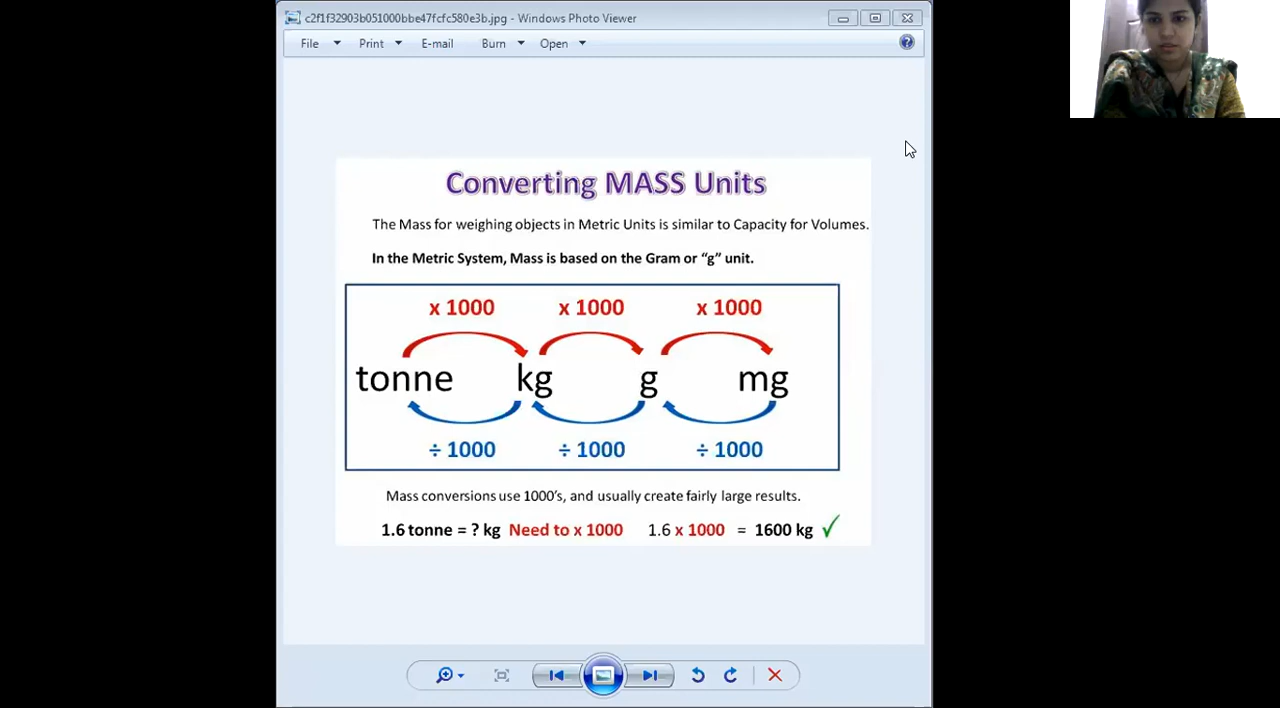 c2f1f32903b051000bbe47fcfc580e3b.jpg - Windows Photo Viewer
File Print E-mail Burn Open
Converting MASS Units
The Mass for weighing objects in Metric Units is similar to Capacity for Volumes.
In the Metric System, Mass is based on the Gram or “g” unit.
x 1000 x 1000 x 1000
tonne kg g mg
÷ 1000 ÷ 1000 ÷ 1000
Mass conversions use 1000’s, and usually create fairly large results.
1.6 tonne = ? kg Need to x 1000 1.6 x 1000 = 1600 kg ✓